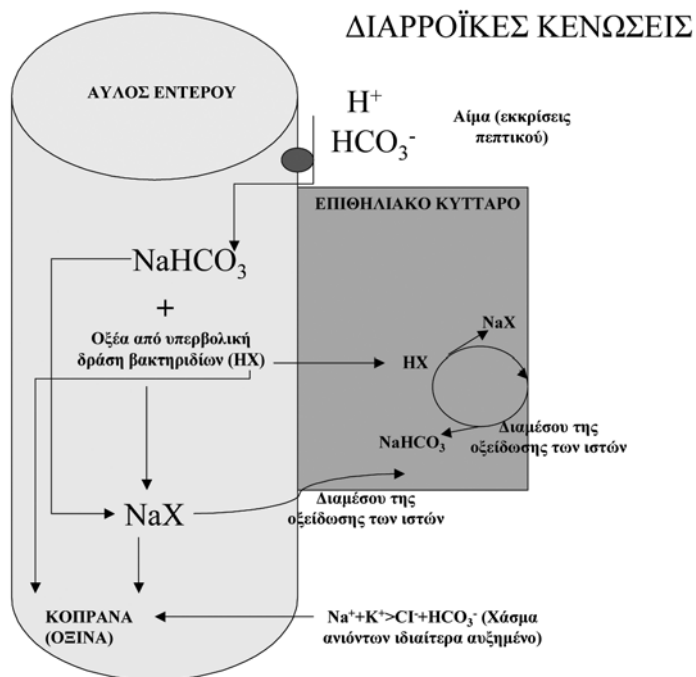 ΔΙΑΡΡΟΪΚΕΣ ΚΕΝΩΣΕΙΣ
ΑΥΛΟΣ ΕΝΤΕΡΟΥ
H⁺
HCO₃⁻
Αίμα (εκκρίσεις
πεπτικού)
ΕΠΙΘΗΛΙΑΚΟ ΚΥΤΤΑΡΟ
NaHCO₃
+
Οξέα από υπερβολική
δράση βακτηριδίων (HX)
NaX
HX
NaHCO₃
Διαμέσου της
οξείδωσης των ιστών
NaX
Διαμέσου της
οξείδωσης των ιστών
ΚΟΠΡΑΝΑ
(ΟΞΙΝΑ)
Na⁺+K⁺>CI⁻+HCO₃⁻ (Χάσμα
ανιόντων ιδιαίτερα αυξημένο)